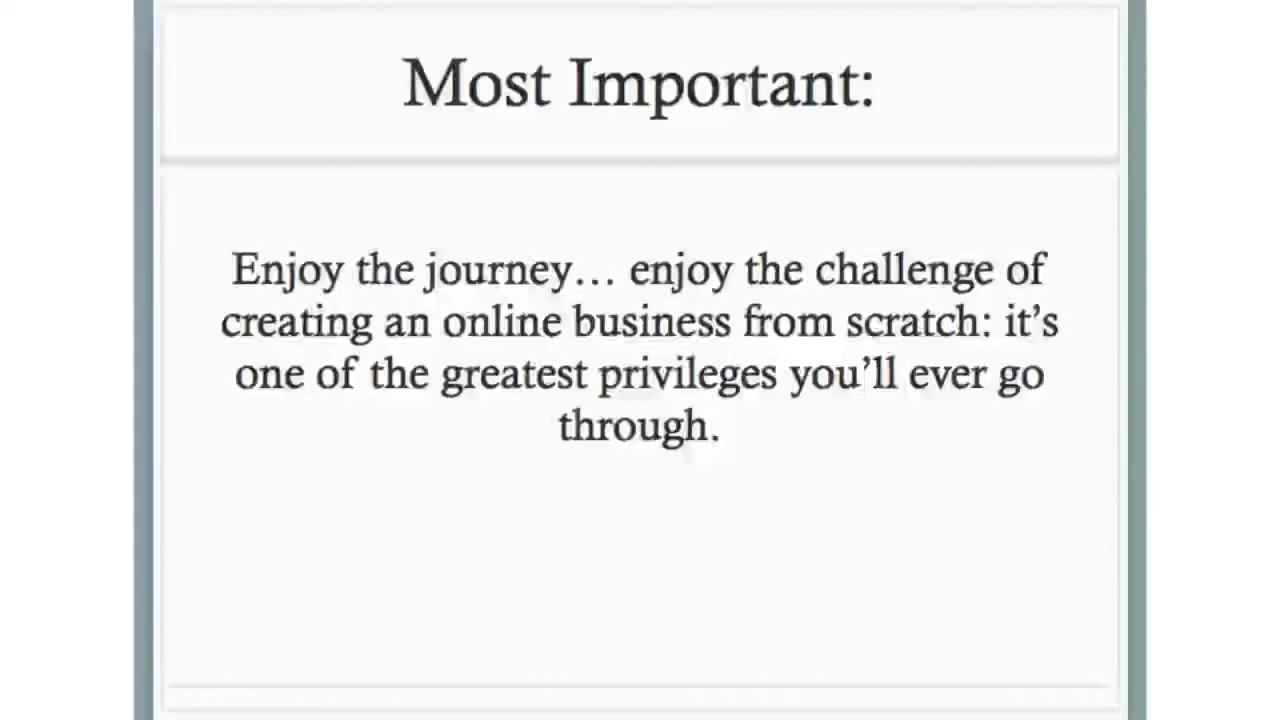 Most Important:
Enjoy the journey… enjoy the challenge of
creating an online business from scratch: it’s
one of the greatest privileges you’ll ever go
through.